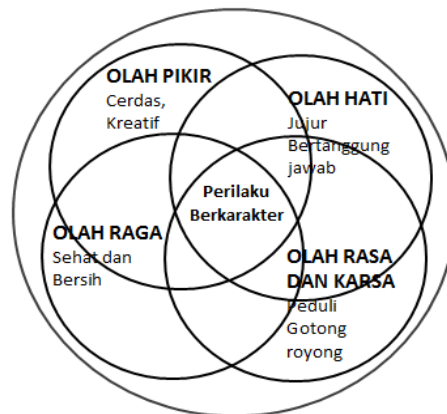 OLAH PIKIR
Cerdas,
Kreatif
OLAH HATI
Jujur
Bertanggung
jawab
Perilaku
Berkarakter
OLAH RAGA
Sehat dan
Bersih
OLAH RASA
DAN KARSA
Peduli
Gotong
royong